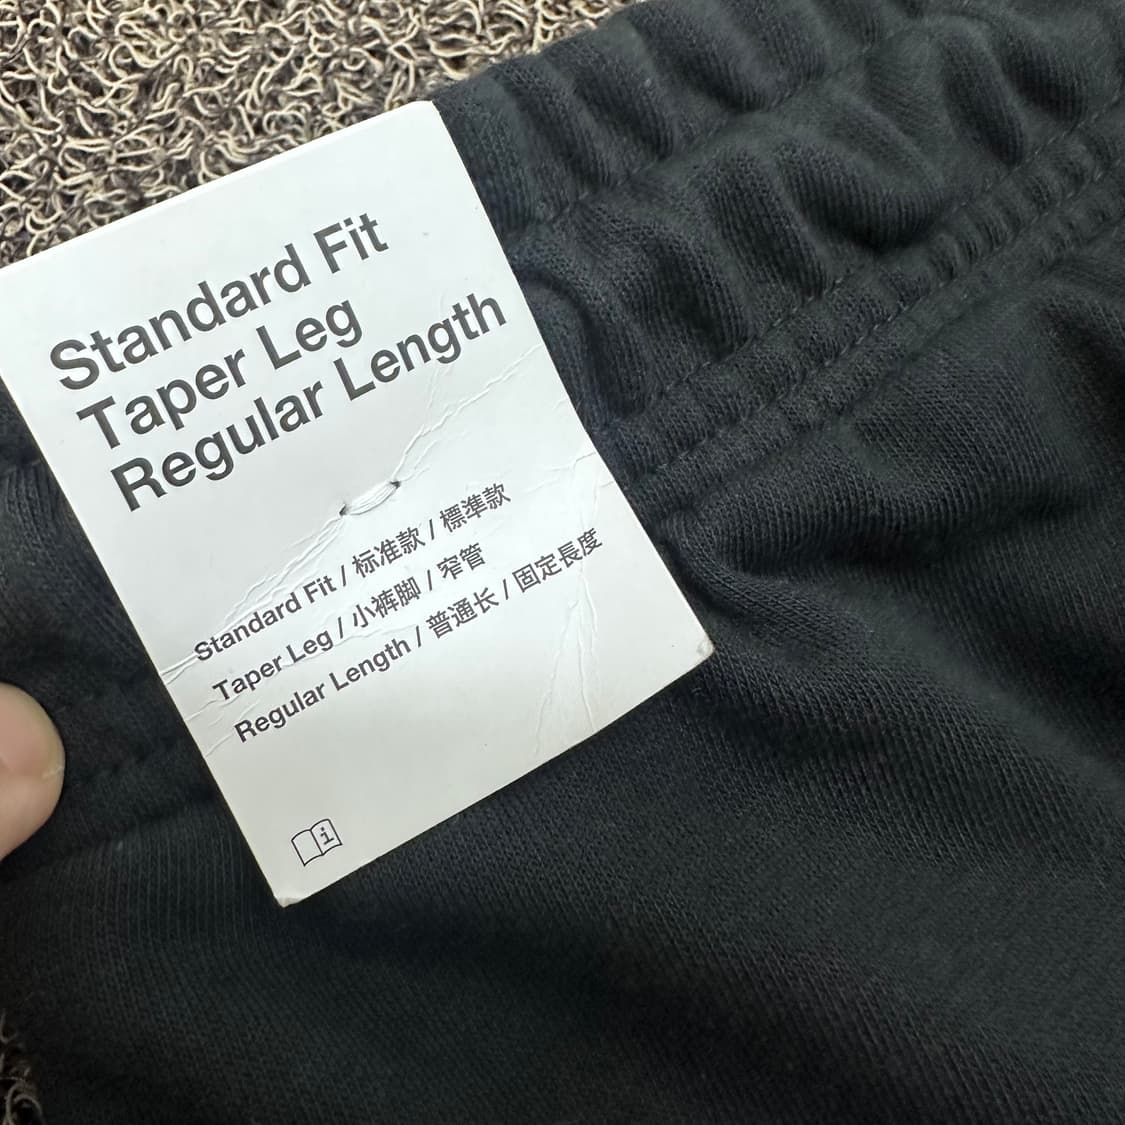 Standard Fit
Taper Leg
Regular Length
Standard Fit / 标准款 / 標準款
Taper Leg / 小裤脚 / 窄管
Regular Length / 普通长 / 固定長度
i